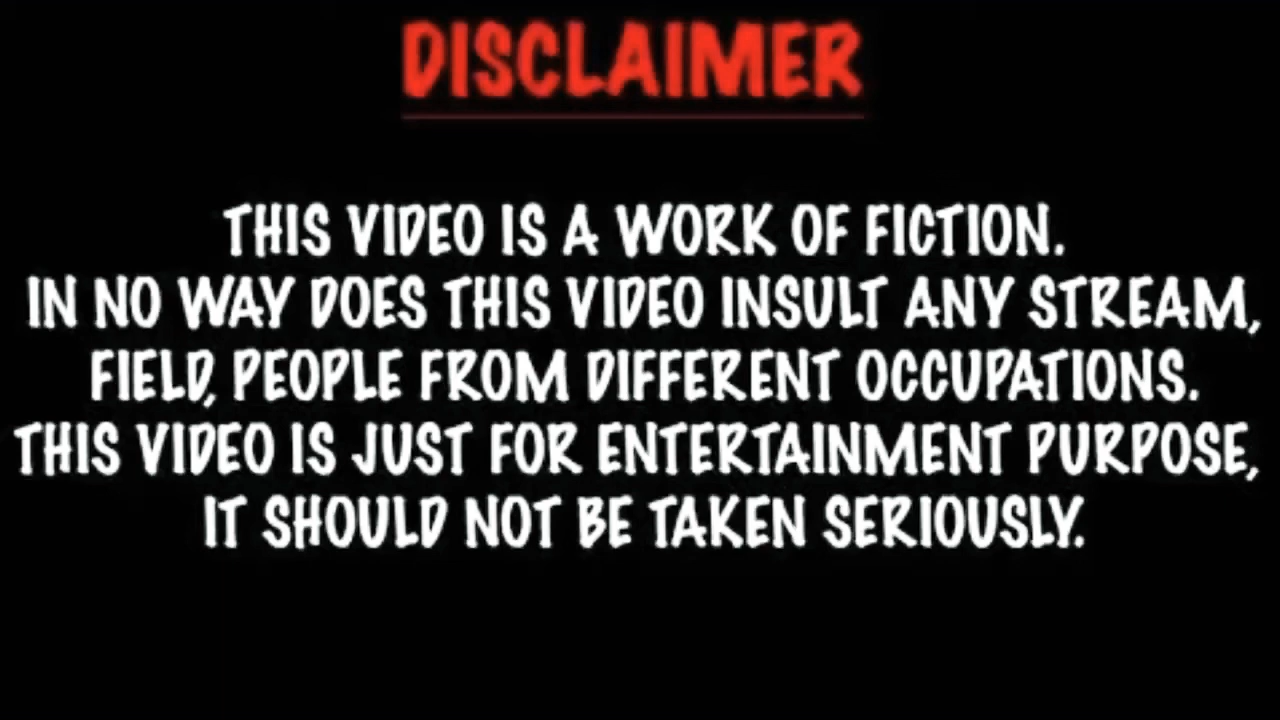 DISCLAIMER
THIS VIDEO IS A WORK OF FICTION.
IN NO WAY DOES THIS VIDEO INSULT ANY STREAM,
FIELD, PEOPLE FROM DIFFERENT OCCUPATIONS.
THIS VIDEO IS JUST FOR ENTERTAINMENT PURPOSE,
IT SHOULD NOT BE TAKEN SERIOUSLY.